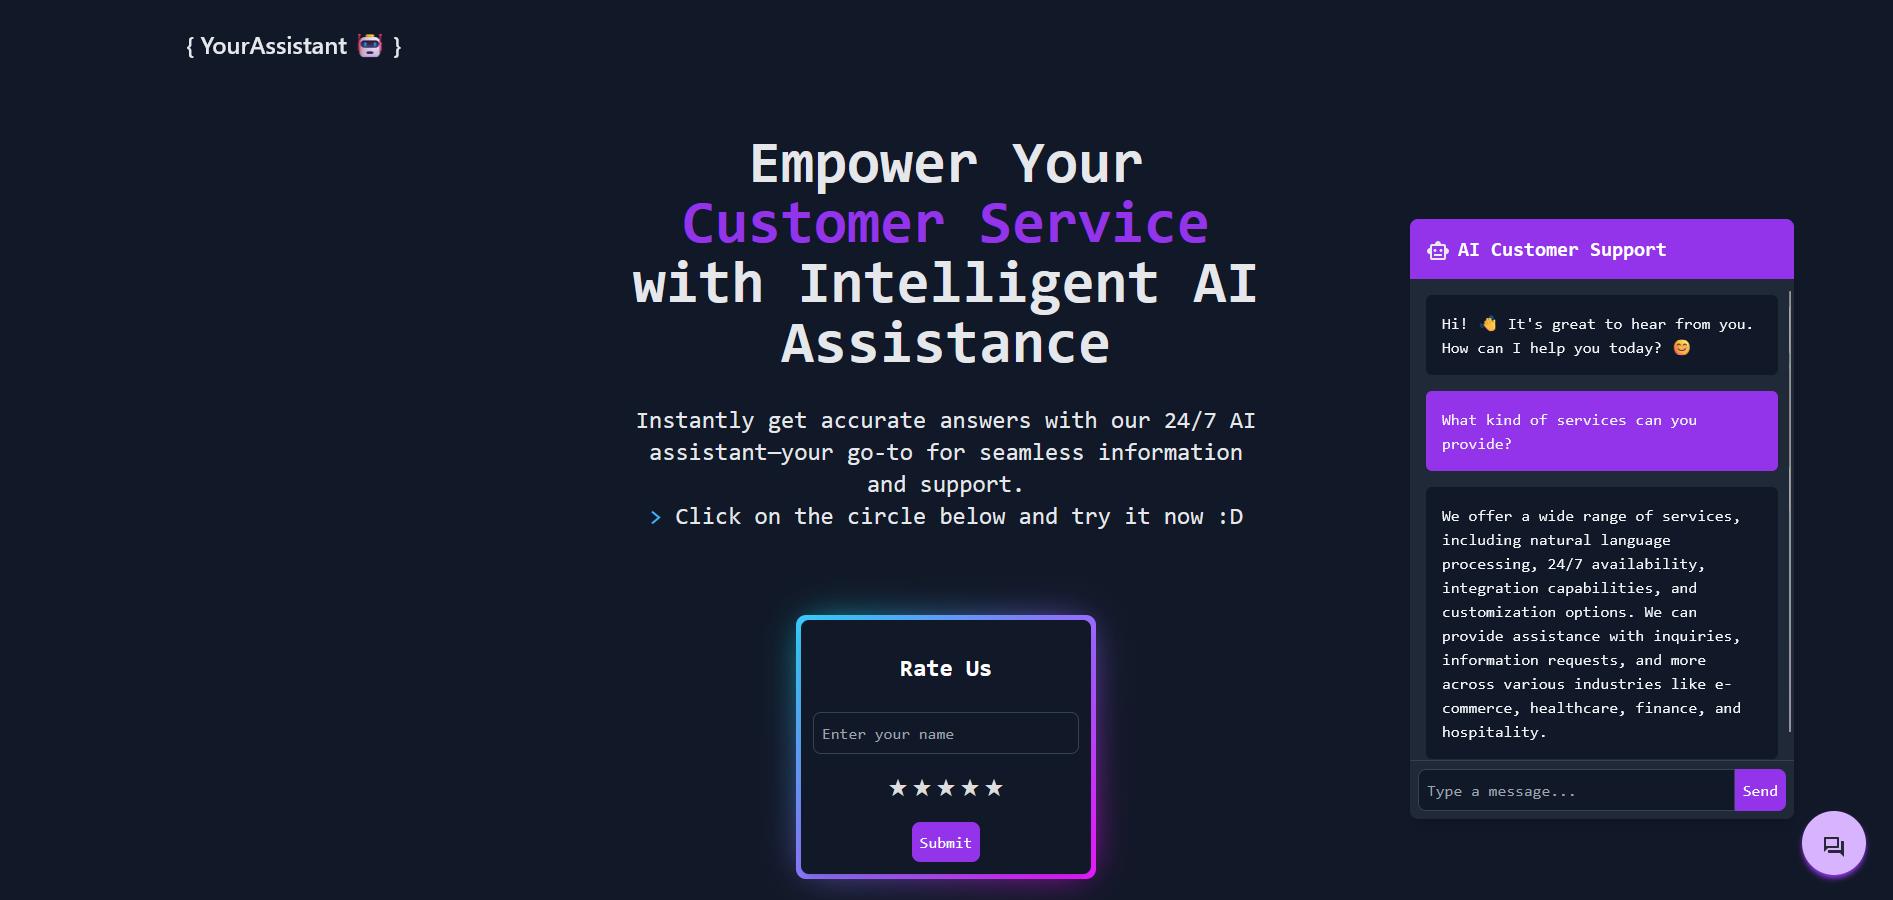 { YourAssistant 🤖 }
Empower Your
Customer Service
with Intelligent AI
Assistance
Instantly get accurate answers with our 24/7 AI
assistant—your go-to for seamless information
and support.
> Click on the circle below and try it now :D
Rate Us
Enter your name
★★★★★
Submit
AI Customer Support
Hi! 👋 It's great to hear from you.
How can I help you today? 😊
What kind of services can you
provide?
We offer a wide range of services,
including natural language
processing, 24/7 availability,
integration capabilities, and
customization options. We can
provide assistance with inquiries,
information requests, and more
across various industries like e-
commerce, healthcare, finance, and
hospitality.
Type a message...
Send